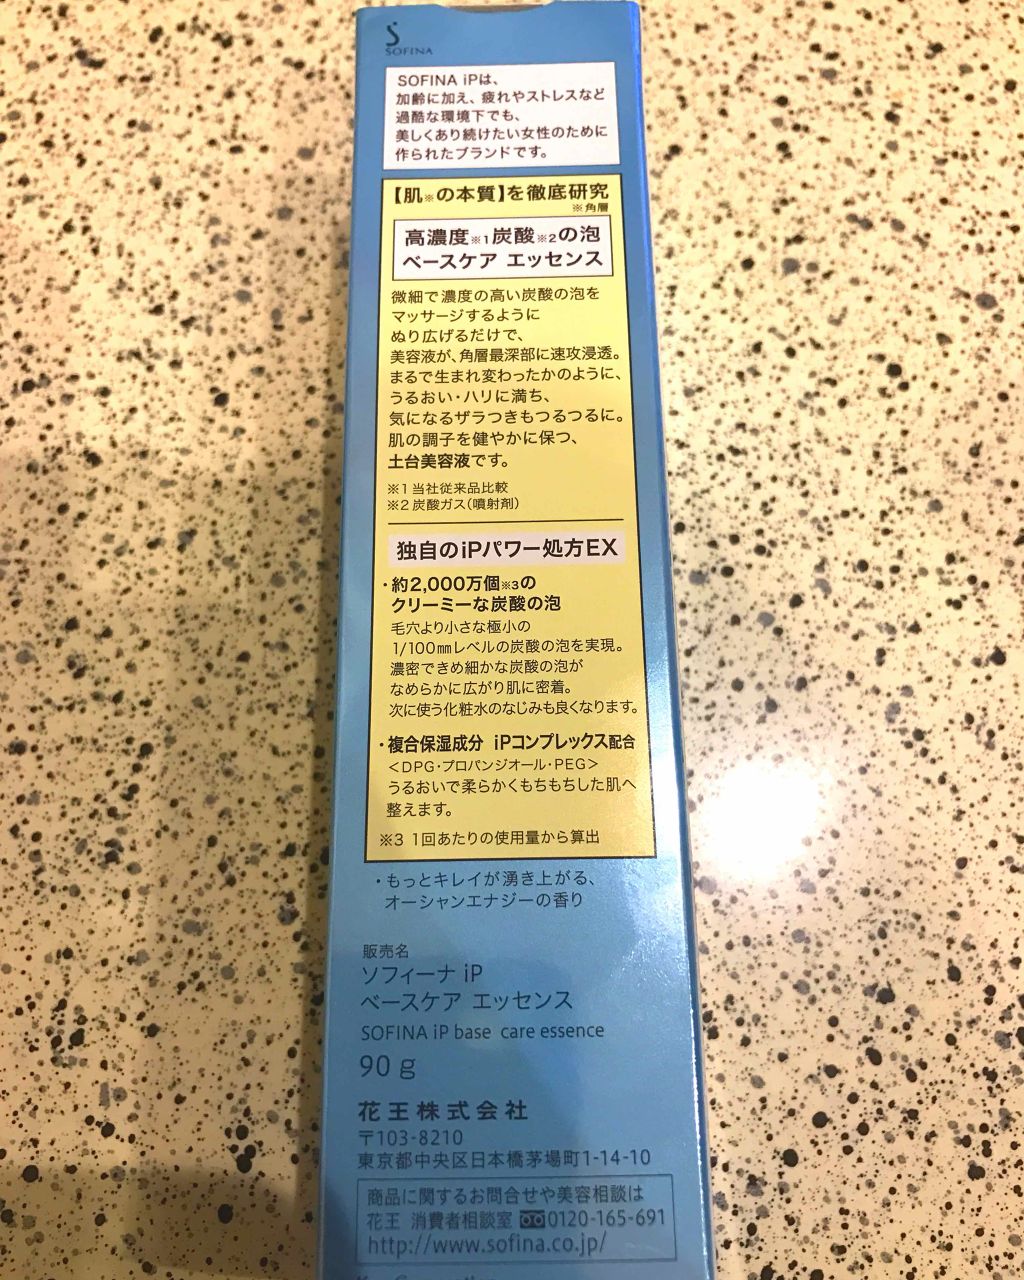 SOFINA
SOFINA iPは、
加齢に加え、疲れやストレスなど
過酷な環境下でも、
美しくあり続けたい女性のために
作られたブランドです。
【肌※の本質】を徹底研究
※角層
高濃度※1炭酸※2の泡
ベースケア エッセンス
微細で濃度の高い炭酸の泡を
マッサージするように
ぬり広げるだけで、
美容液が、角層最深部に速攻浸透。
まるで生まれ変わったかのように、
うるおい・ハリに満ち、
気になるザラつきもつるつるに。
肌の調子を健やかに保つ、
土台美容液です。
※1 当社従来品比較
※2 炭酸ガス(噴射剤)
独自のiPパワー処方EX
・約2,000万個※3の
クリーミーな炭酸の泡
毛穴より小さな極小の
1/100㎜レベルの炭酸の泡を実現。
濃密できめ細かな炭酸の泡が
なめらかに広がり肌に密着。
次に使う化粧水のなじみも良くなります。
・複合保湿成分 iPコンプレックス配合
<DPG・プロパンジオール・PEG>
うるおいで柔らかくもちもちした肌へ
整えます。
※3 1回あたりの使用量から算出
・もっとキレイが湧き上がる、
オーシャンエナジーの香り
販売名
ソフィーナ iP
ベースケア エッセンス
SOFINA iP base care essence
90 g
花王株式会社
〒103-8210
東京都中央区日本橋茅場町1-14-10
商品に関するお問合せや美容相談は
花王 消費者相談室 0120-165-691
http://www.sofina.co.jp/